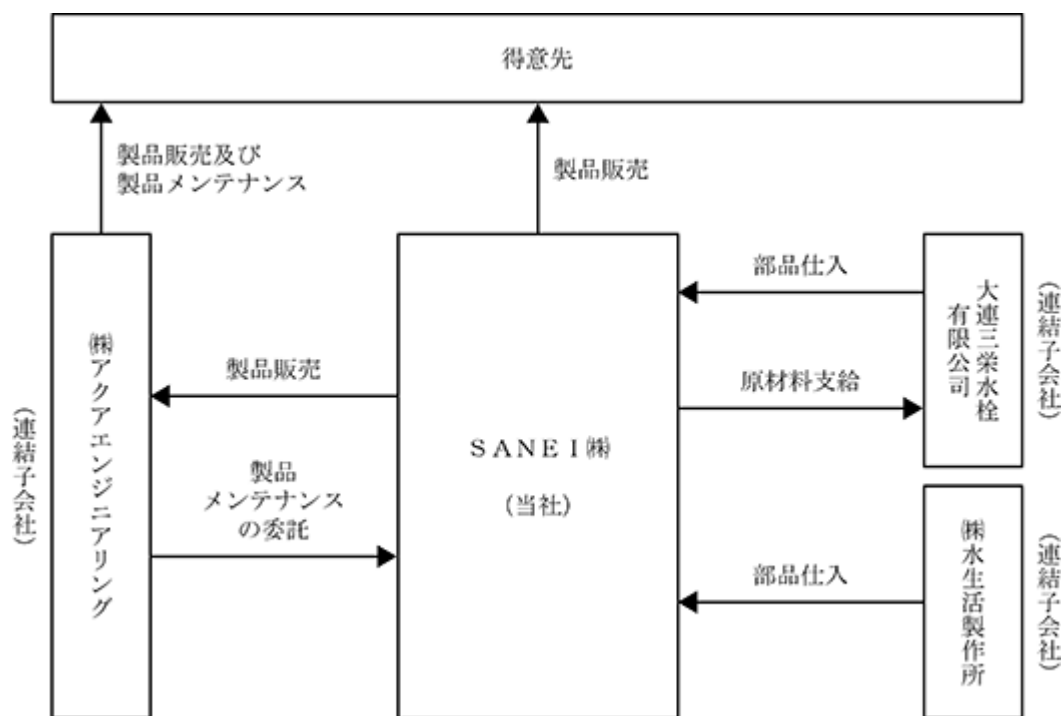 得意先
製品販売及び
製品メンテナンス
製品販売
部品仕入
大連三栄水栓
有限公司
(連結子会社)
㈱アクアエンジニアリング
(連結子会社)
製品販売
原材料支給
SANEI㈱
(当社)
製品
メンテナンス
の委託
部品仕入
㈱水生活製作所
(連結子会社)